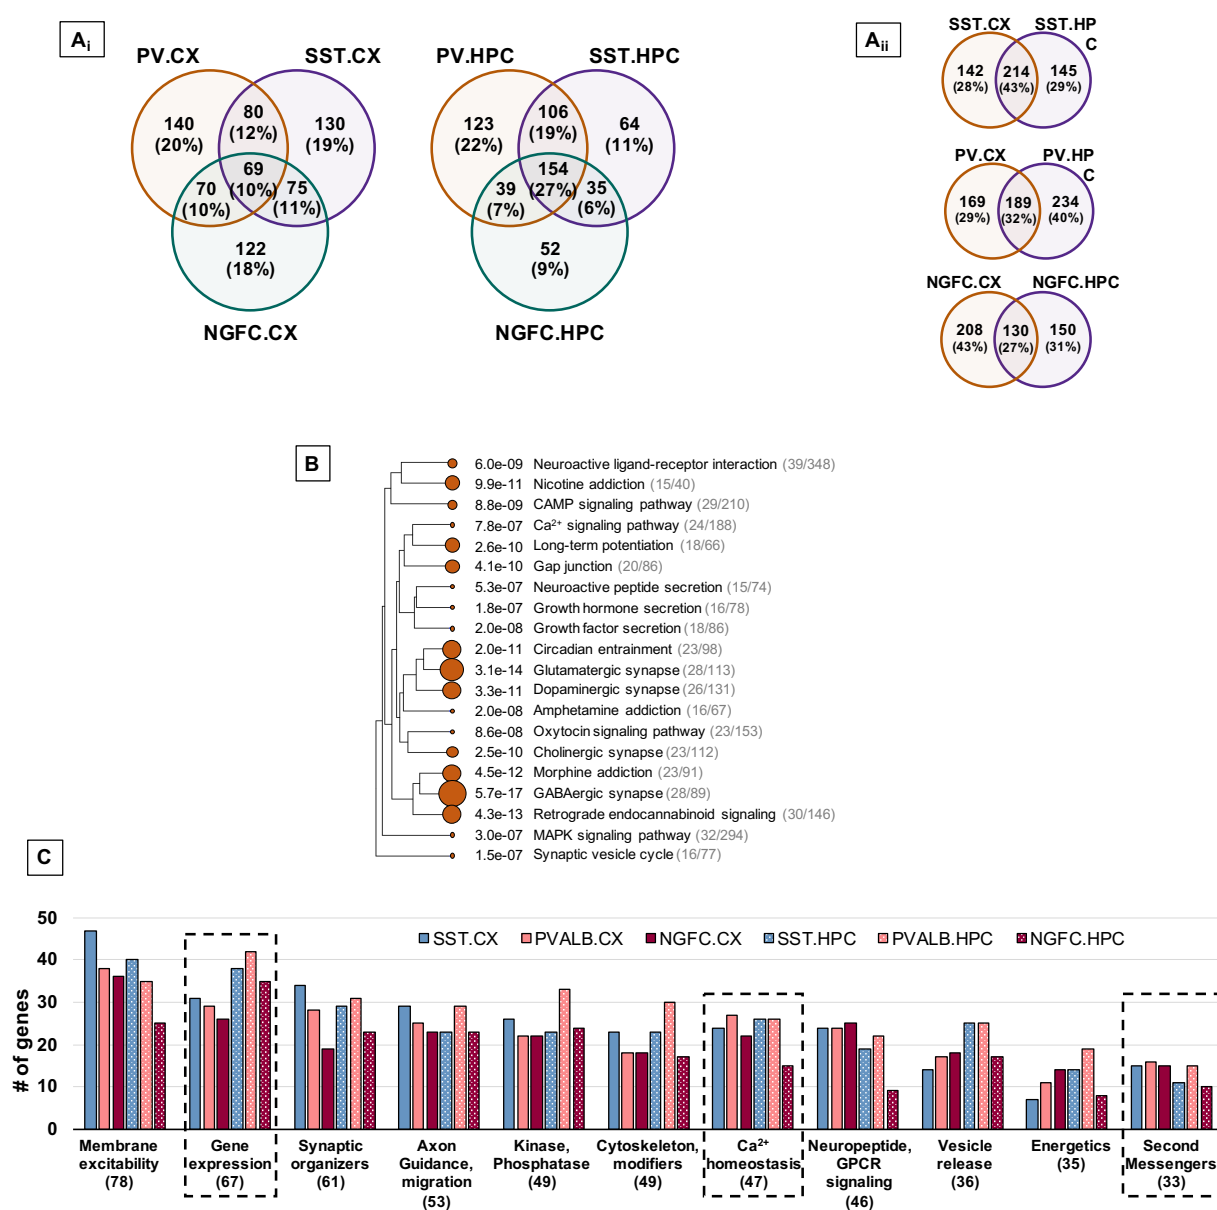 Ai
PV.CX
SST.CX
140
(20%)
80
(12%)
130
(19%)
69
(10%)
70
(10%)
75
(11%)
122
(18%)
NGFC.CX
PV.HPC
SST.HPC
123
(22%)
106
(19%)
64
(11%)
154
(27%)
39
(7%)
35
(6%)
52
(9%)
NGFC.HPC
Aii
SST.CX
SST.HP
C
142
(28%)
214
(43%)
145
(29%)
PV.CX
PV.HP
C
169
(29%)
189
(32%)
234
(40%)
NGFC.CX
NGFC.HPC
208
(43%)
130
(27%)
150
(31%)
B
6.0e-09 Neuroactive ligand-receptor interaction (39/348)
9.9e-11 Nicotine addiction (15/40)
8.8e-09 CAMP signaling pathway (29/210)
7.8e-07 Ca²⁺ signaling pathway (24/188)
2.6e-10 Long-term potentiation (18/66)
4.1e-10 Gap junction (20/86)
5.3e-07 Neuroactive peptide secretion (15/74)
1.8e-07 Growth hormone secretion (16/78)
2.0e-08 Growth factor secretion (18/86)
2.0e-11 Circadian entrainment (23/98)
3.1e-14 Glutamatergic synapse (28/113)
3.3e-11 Dopaminergic synapse (26/131)
2.0e-08 Amphetamine addiction (16/67)
8.6e-08 Oxytocin signaling pathway (23/153)
2.5e-10 Cholinergic synapse (23/112)
4.5e-12 Morphine addiction (23/91)
5.7e-17 GABAergic synapse (28/89)
4.3e-13 Retrograde endocannabinoid signaling (30/146)
3.0e-07 MAPK signaling pathway (32/294)
1.5e-07 Synaptic vesicle cycle (16/77)
C
# of genes
50
40
30
20
10
0
SST.CX PVALB.CX NGFC.CX SST.HPC PVALB.HPC NGFC.HPC
Membrane
excitability
(78)
Gene
expression
(67)
Synaptic
organizers
(61)
Axon
Guidance,
migration
(53)
Kinase,
Phosphatase
(49)
Cytoskeleton,
modifiers
(49)
Ca²⁺
homeostasis
(47)
Neuropeptide,
GPCR
signaling
(46)
Vesicle
release
(36)
Energetics
(35)
Second
Messengers
(33)